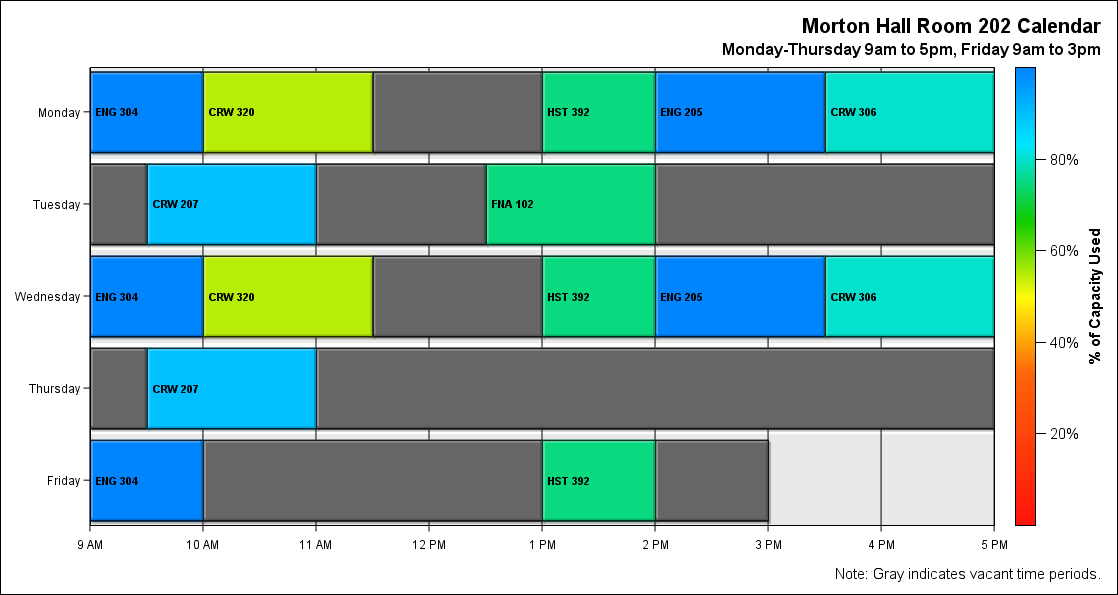 Morton Hall Room 202 Calendar
Monday-Thursday 9am to 5pm, Friday 9am to 3pm
Monday
ENG 304
CRW 320
HST 392
ENG 205
CRW 306
Tuesday
CRW 207
FNA 102
Wednesday
ENG 304
CRW 320
HST 392
ENG 205
CRW 306
Thursday
CRW 207
Friday
ENG 304
HST 392
9 AM
10 AM
11 AM
12 PM
1 PM
2 PM
3 PM
4 PM
5 PM
80%
60%
40%
20%
% of Capacity Used
Note: Gray indicates vacant time periods.